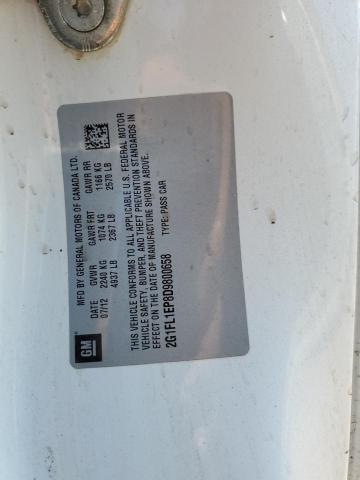 MFD BY GENERAL MOTORS OF CANADA LTD.
DATE GVWR GAWR FRT GAWR RR
07/12 2240 KG 1074 KG 1166 KG
4937 LB 2367 LB 2570 LB
THIS VEHICLE CONFORMS TO ALL APPLICABLE U.S. FEDERAL MOTOR
VEHICLE SAFETY, BUMPER, AND THEFT PREVENTION STANDARDS IN
EFFECT ON THE DATE OF MANUFACTURE SHOWN ABOVE.
2G1FL1EP8D9800658 TYPE: PASS CAR
GM